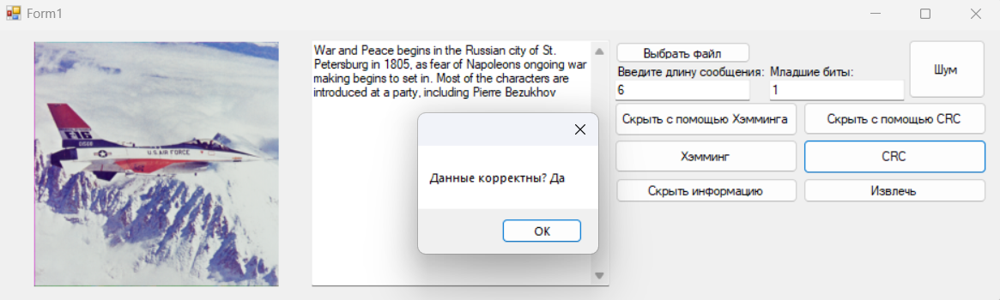 Form1
F-16
01568
U.S. AIR FORCE
War and Peace begins in the Russian city of St.
Petersburg in 1805, as fear of Napoleons ongoing war
making begins to set in. Most of the characters are
introduced at a party, including Pierre Bezukhov
Данные корректны? Да
OK
Выбрать файл
Введите длину сообщения: Младшие биты:
6 1
Шум
Скрыть с помощью Хэмминга Скрыть с помощью CRC
Хэмминг CRC
Скрыть информацию Извлечь